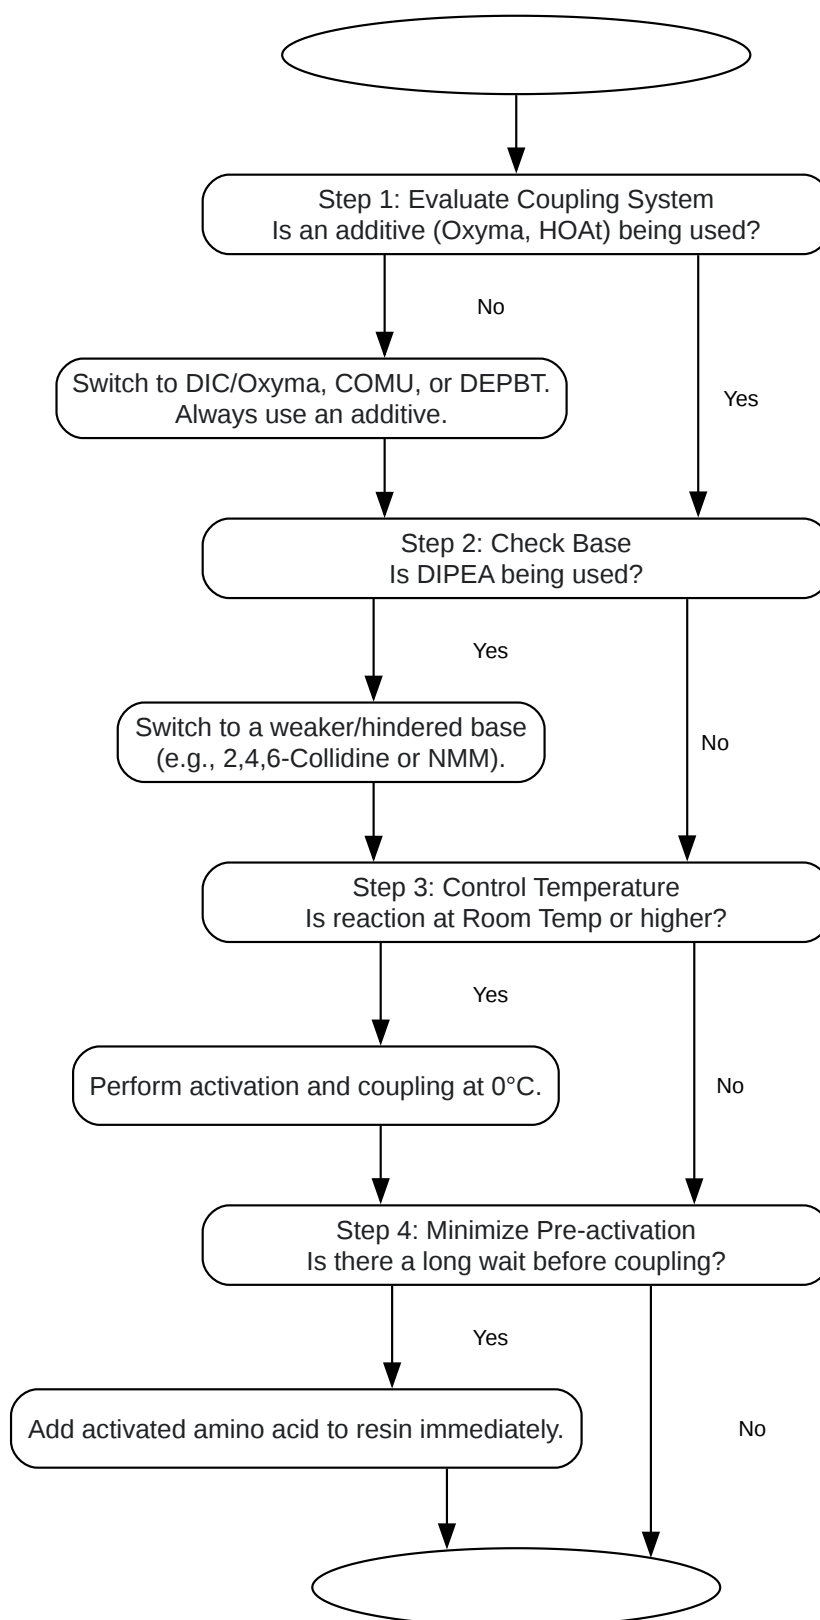 Step 1: Evaluate Coupling System
Is an additive (Oxyma, HOAt) being used?
No
Switch to DIC/Oxyma, COMU, or DEPBT.
Always use an additive.
Yes
Step 2: Check Base
Is DIPEA being used?
Yes
Switch to a weaker/hindered base
(e.g., 2,4,6-Collidine or NMM).
No
Step 3: Control Temperature
Is reaction at Room Temp or higher?
Yes
Perform activation and coupling at 0°C.
No
Step 4: Minimize Pre-activation
Is there a long wait before coupling?
Yes
Add activated amino acid to resin immediately.
No